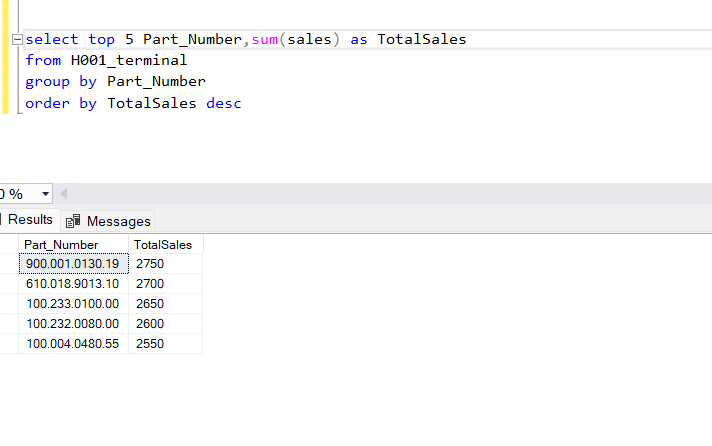 select top 5 Part_Number,sum(sales) as TotalSales
from H001_terminal
group by Part_Number
order by TotalSales desc
0 %
Results Messages
Part_Number TotalSales
900.001.0130.19 2750
610.018.9013.10 2700
100.233.0100.00 2650
100.232.0080.00 2600
100.004.0480.55 2550